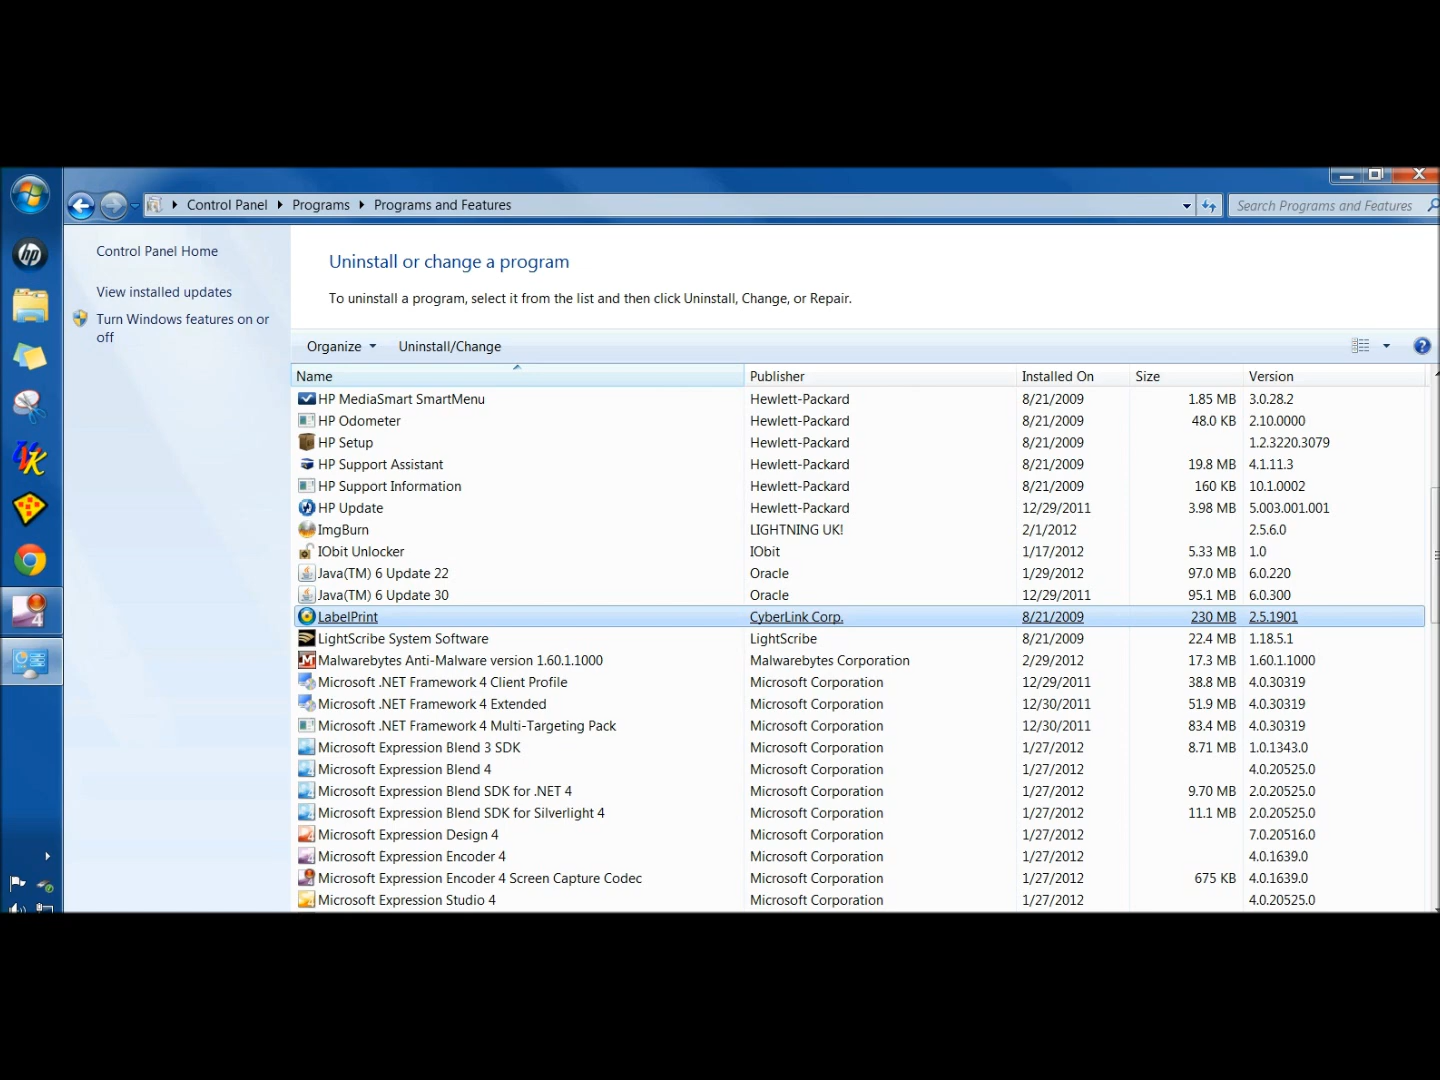 Control Panel Programs Programs and Features
Search Programs and Features
Control Panel Home
View installed updates
Turn Windows features on or
off
Uninstall or change a program
To uninstall a program, select it from the list and then click Uninstall, Change, or Repair.
Organize Uninstall/Change
Name Publisher Installed On Size Version
HP MediaSmart SmartMenu Hewlett-Packard 8/21/2009 1.85 MB 3.0.28.2
HP Odometer Hewlett-Packard 8/21/2009 48.0 KB 2.10.0000
HP Setup Hewlett-Packard 8/21/2009 1.2.3220.3079
HP Support Assistant Hewlett-Packard 8/21/2009 19.8 MB 4.1.11.3
HP Support Information Hewlett-Packard 8/21/2009 160 KB 10.1.0002
HP Update Hewlett-Packard 12/29/2011 3.98 MB 5.003.001.001
ImgBurn LIGHTNING UK! 2/1/2012 2.5.6.0
IObit Unlocker IObit 1/17/2012 5.33 MB 1.0
Java(TM) 6 Update 22 Oracle 1/29/2012 97.0 MB 6.0.220
Java(TM) 6 Update 30 Oracle 12/29/2011 95.1 MB 6.0.300
LabelPrint CyberLink Corp. 8/21/2009 230 MB 2.5.1901
LightScribe System Software LightScribe 8/21/2009 22.4 MB 1.18.5.1
Malwarebytes Anti-Malware version 1.60.1.1000 Malwarebytes Corporation 2/29/2012 17.3 MB 1.60.1.1000
Microsoft .NET Framework 4 Client Profile Microsoft Corporation 12/29/2011 38.8 MB 4.0.30319
Microsoft .NET Framework 4 Extended Microsoft Corporation 12/30/2011 51.9 MB 4.0.30319
Microsoft .NET Framework 4 Multi-Targeting Pack Microsoft Corporation 12/30/2011 83.4 MB 4.0.30319
Microsoft Expression Blend 3 SDK Microsoft Corporation 1/27/2012 8.71 MB 1.0.1343.0
Microsoft Expression Blend 4 Microsoft Corporation 1/27/2012 4.0.20525.0
Microsoft Expression Blend SDK for .NET 4 Microsoft Corporation 1/27/2012 9.70 MB 2.0.20525.0
Microsoft Expression Blend SDK for Silverlight 4 Microsoft Corporation 1/27/2012 11.1 MB 2.0.20525.0
Microsoft Expression Design 4 Microsoft Corporation 1/27/2012 7.0.20516.0
Microsoft Expression Encoder 4 Microsoft Corporation 1/27/2012 4.0.1639.0
Microsoft Expression Encoder 4 Screen Capture Codec Microsoft Corporation 1/27/2012 675 KB 4.0.1639.0
Microsoft Expression Studio 4 Microsoft Corporation 1/27/2012 4.0.20525.0